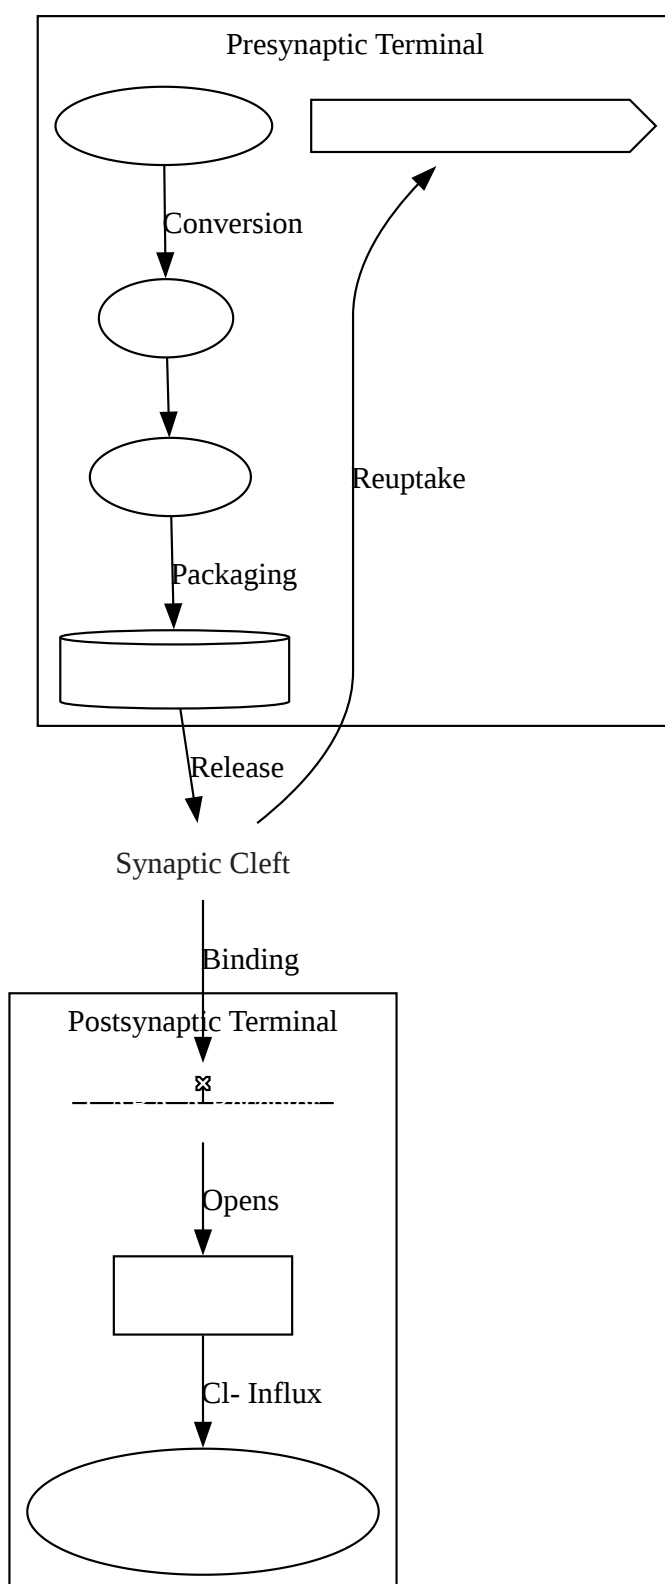 Presynaptic Terminal
Conversion
Reuptake
Packaging
Release
Synaptic Cleft
Binding
Postsynaptic Terminal
Opens
Cl- Influx